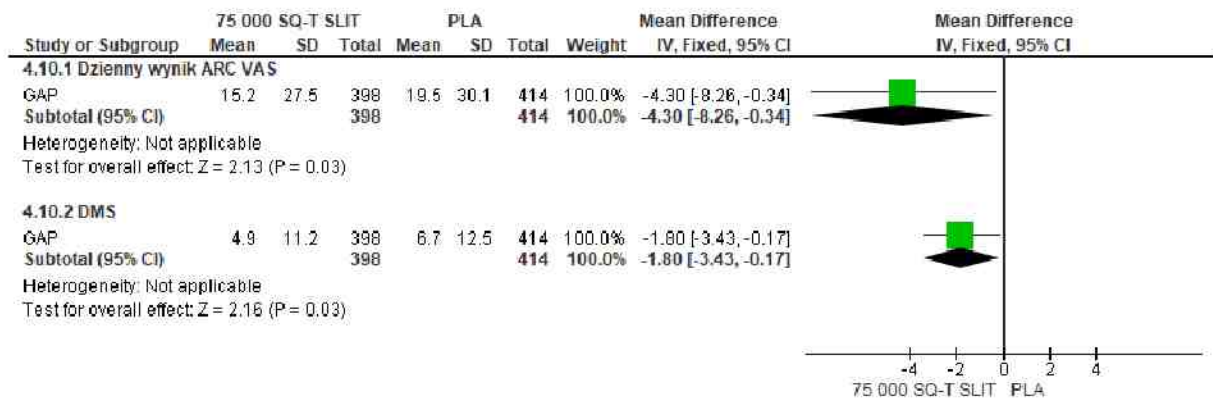 75 000 SQ-T SLIT PLA Mean Difference Mean Difference
Study or Subgroup Mean SD Total Mean SD Total Weight IV, Fixed, 95% CI IV, Fixed, 95% CI
4.10.1 Dzienny wynik ARC VAS
GAP 15.2 27.5 398 19.5 30.1 414 100.0% -4.30 [-8.26, -0.34]
Subtotal (95% CI) 398 414 100.0% -4.30 [-8.26, -0.34]
Heterogeneity: Not applicable
Test for overall effect: Z = 2.13 (P = 0.03)
4.10.2 DMS
GAP 4.9 11.2 398 6.7 12.5 414 100.0% -1.80 [-3.43, -0.17]
Subtotal (95% CI) 398 414 100.0% -1.80 [-3.43, -0.17]
Heterogeneity: Not applicable
Test for overall effect: Z = 2.16 (P = 0.03)
-4 -2 0 2 4
75 000 SQ-T SLIT PLA